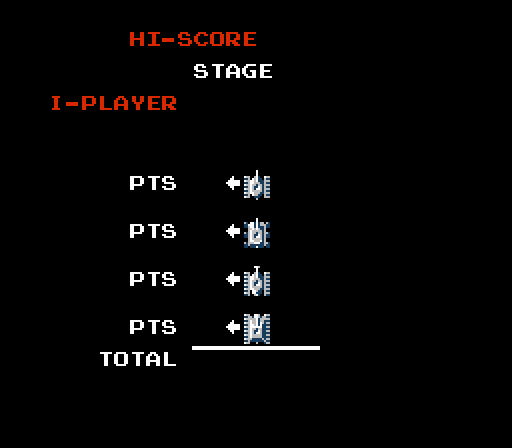 HI-SCORE
STAGE
I-PLAYER
PTS
PTS
PTS
PTS
TOTAL